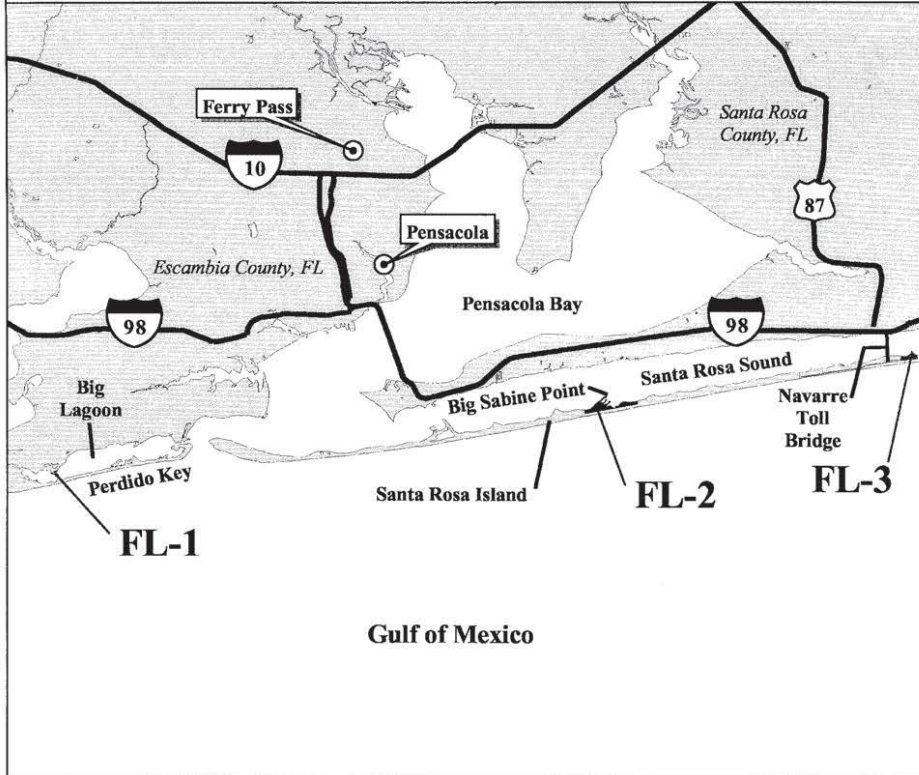 Ferry Pass
10
Santa Rosa
County, FL
87
Pensacola
Escambia County, FL
Pensacola Bay
98
98
Santa Rosa Sound
Big
Lagoon
Big Sabine Point
Navarre
Toll
Bridge
Perdido Key
Santa Rosa Island
FL-2
FL-3
FL-1
Gulf of Mexico